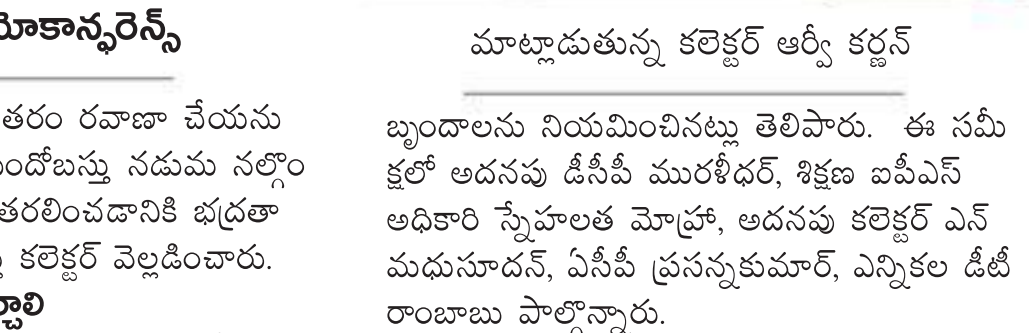 తరం రవాణా చేయను
నడుమ నల్గొం
తరలించడానికి భద్రతా
కలెక్టర్ వెల్లడించారు.
మాట్లాడుతున్న కలెక్టర్ ఆర్వీ కర్ణన్
బృందాలను నియమించినట్లు తెలిపారు. ఈ సమీ
క్షలో అదనపు డీసీపీ మురళీధర్, శిక్షణ ఐపీఎస్
అధికారి స్నేహలత మోహ్రా, అదనపు కలెక్టర్ ఎన్
మధుసూదన్, ఏసీపీ ప్రసన్నకుమార్, ఎన్నికల డీటీ
రాంబాబు పాల్గొన్నారు.